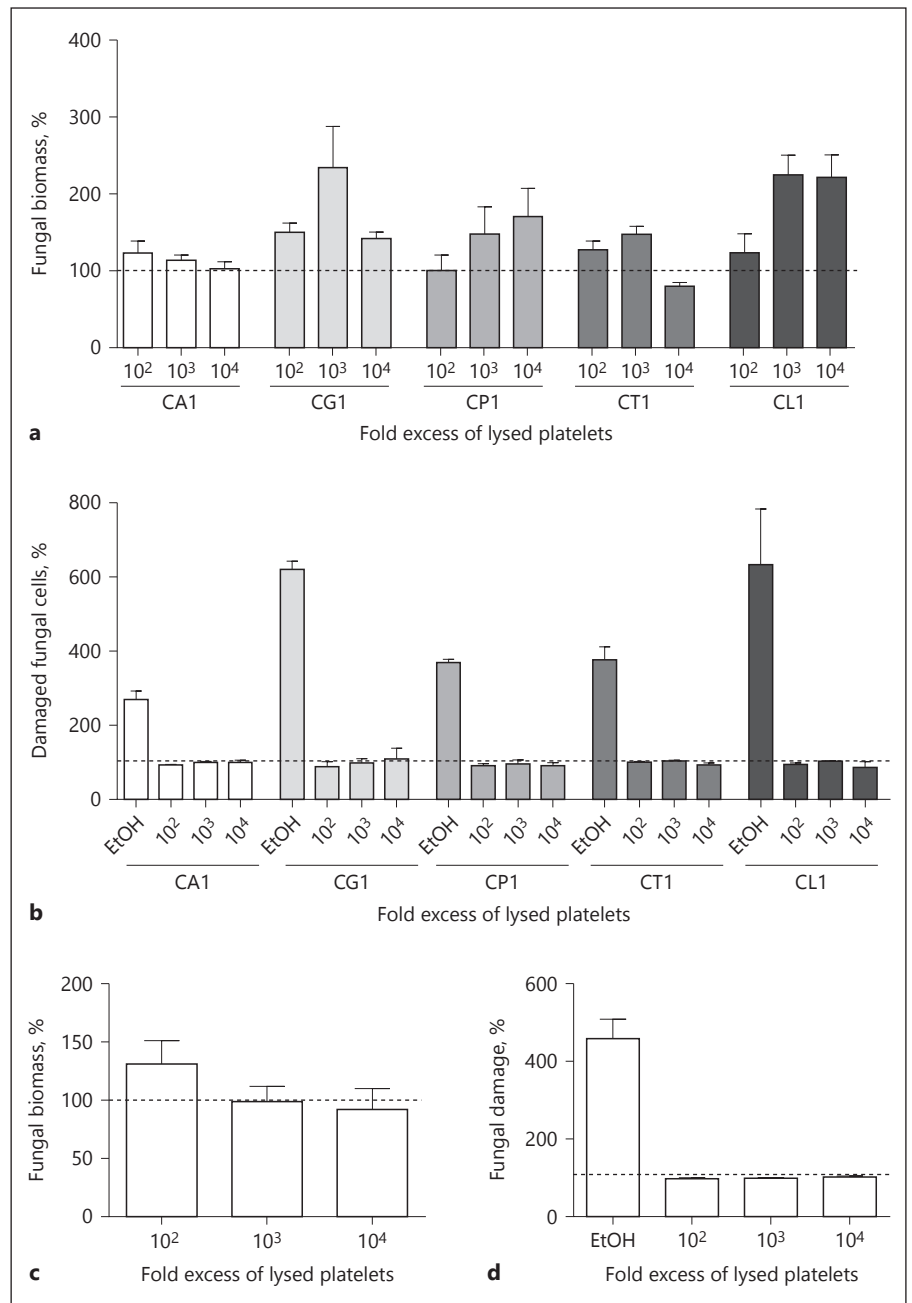 400
300
200
100
0
Fungal biomass, %
10² 10³ 10⁴ 10² 10³ 10⁴ 10² 10³ 10⁴ 10² 10³ 10⁴ 10² 10³ 10⁴
CA1 CG1 CP1 CT1 CL1
a Fold excess of lysed platelets
800
600
400
200
0
Damaged fungal cells, %
EtOH 10² 10³ 10⁴ EtOH 10² 10³ 10⁴ EtOH 10² 10³ 10⁴ EtOH 10² 10³ 10⁴ EtOH 10² 10³ 10⁴
CA1 CG1 CP1 CT1 CL1
b Fold excess of lysed platelets
200
150
100
50
0
Fungal biomass, %
10² 10³ 10⁴
c Fold excess of lysed platelets
600
400
200
0
Fungal damage, %
EtOH 10² 10³ 10⁴
d Fold excess of lysed platelets